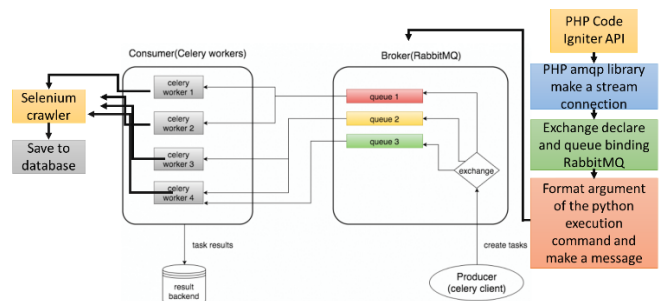 Consumer(Celery workers)
Broker(RabbitMQ)
PHP Code
Igniter API
PHP amqp library
make a stream
connection
Exchange declare
and queue binding
RabbitMQ
Format argument
of the python
execution
command and
make a message
Selenium
crawler
Save to
database
celery
worker 1
celery
worker 2
celery
worker 3
celery
worker 4
queue 1
queue 2
queue 3
exchange
task results
create tasks
result
backend
Producer
(celery client)